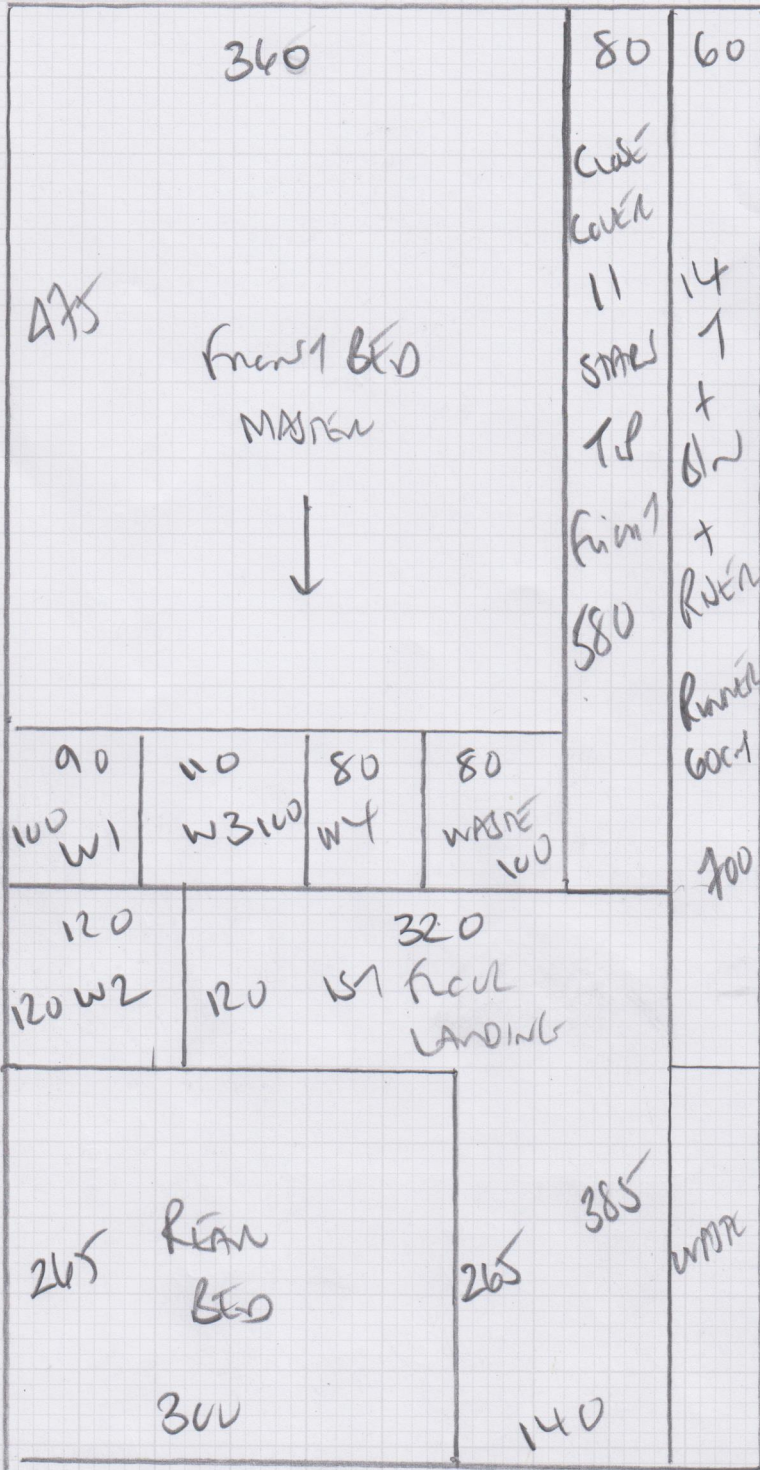 360
80
60
CLOSE
COVER
11
STAIRS
T/S
FRONT
580
14
T
+
B/N
+
RISER
RUNNER
60CM
700
475
FRONT BED
MASTER
90
110
80
80
100
W1
W3 100
W4
WASTE
100
120
320
120 W2
120
1ST FLOOR
LANDING
385
265
REAR
BED
265
WASTE
300
140